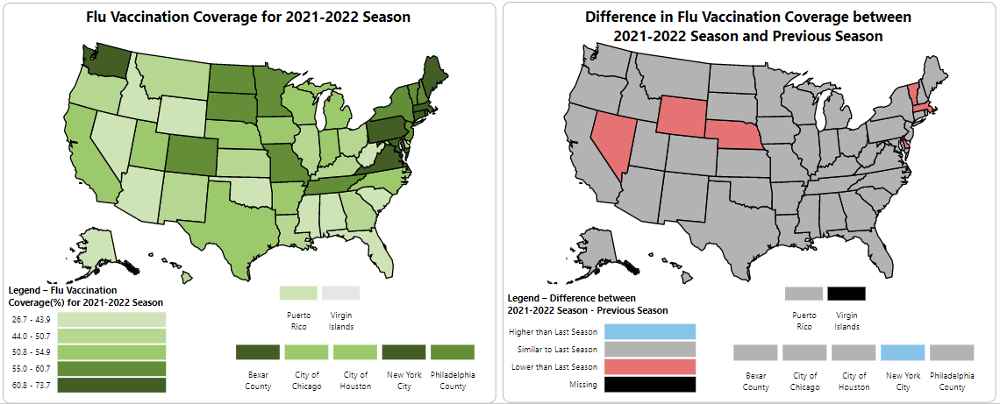 Flu Vaccination Coverage for 2021-2022 Season
Legend – Flu Vaccination
Coverage(%) for 2021-2022 Season
26.7 - 43.9
44.0 - 50.7
50.8 - 54.9
55.0 - 60.7
60.8 - 73.7
Puerto
Rico
Virgin
Islands
Bexar
County
City of
Chicago
City of
Houston
New York
City
Philadelphia
County
Difference in Flu Vaccination Coverage between
2021-2022 Season and Previous Season
Legend – Difference between
2021-2022 Season - Previous Season
Higher than Last Season
Similar to Last Season
Lower than Last Season
Missing
Puerto
Rico
Virgin
Islands
Bexar
County
City of
Chicago
City of
Houston
New York
City
Philadelphia
County